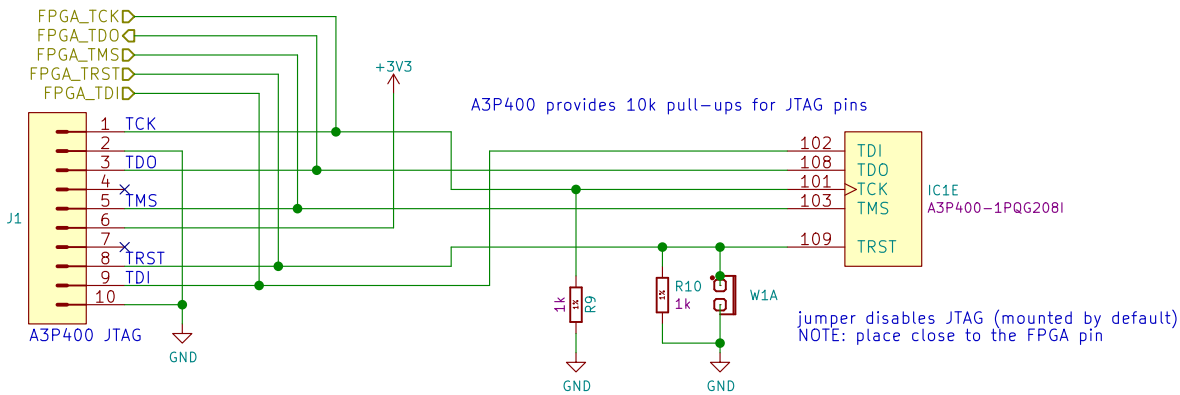 FPGA_TCK
FPGA_TDO
FPGA_TMS
FPGA_TRST
FPGA_TDI
+3V3
A3P400 provides 10k pull-ups for JTAG pins
J1
1 TCK
2
3 TDO
4
5 TMS
6
7
8 TRST
9 TDI
10
A3P400 JTAG
GND
1k
1%
R9
GND
1%
R10
1k
W1A
GND
102 TDI
108 TDO
101 TCK
103 TMS
109 TRST
IC1E
A3P400-1PQG208I
jumper disables JTAG (mounted by default)
NOTE: place close to the FPGA pin